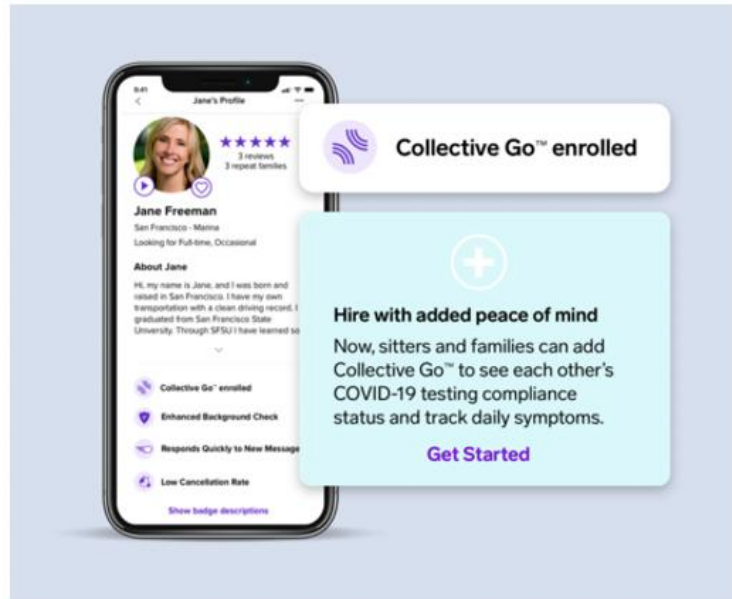 9:41
Jane's Profile
3 reviews
3 repeat families
Jane Freeman
San Francisco - Marina
Looking for Full-time, Occasional
About Jane
Hi, my name is Jane, and I was born and
raised in San Francisco. I have my own
transportation with a clean driving record. I
graduated from San Francisco State
University. Through SFSU I have learned so
Collective Go™ enrolled
Enhanced Background Check
Responds Quickly to New Message
Low Cancellation Rate
Show badge descriptions
Collective Go™ enrolled
Hire with added peace of mind
Now, sitters and families can add
Collective Go™ to see each other's
COVID-19 testing compliance
status and track daily symptoms.
Get Started